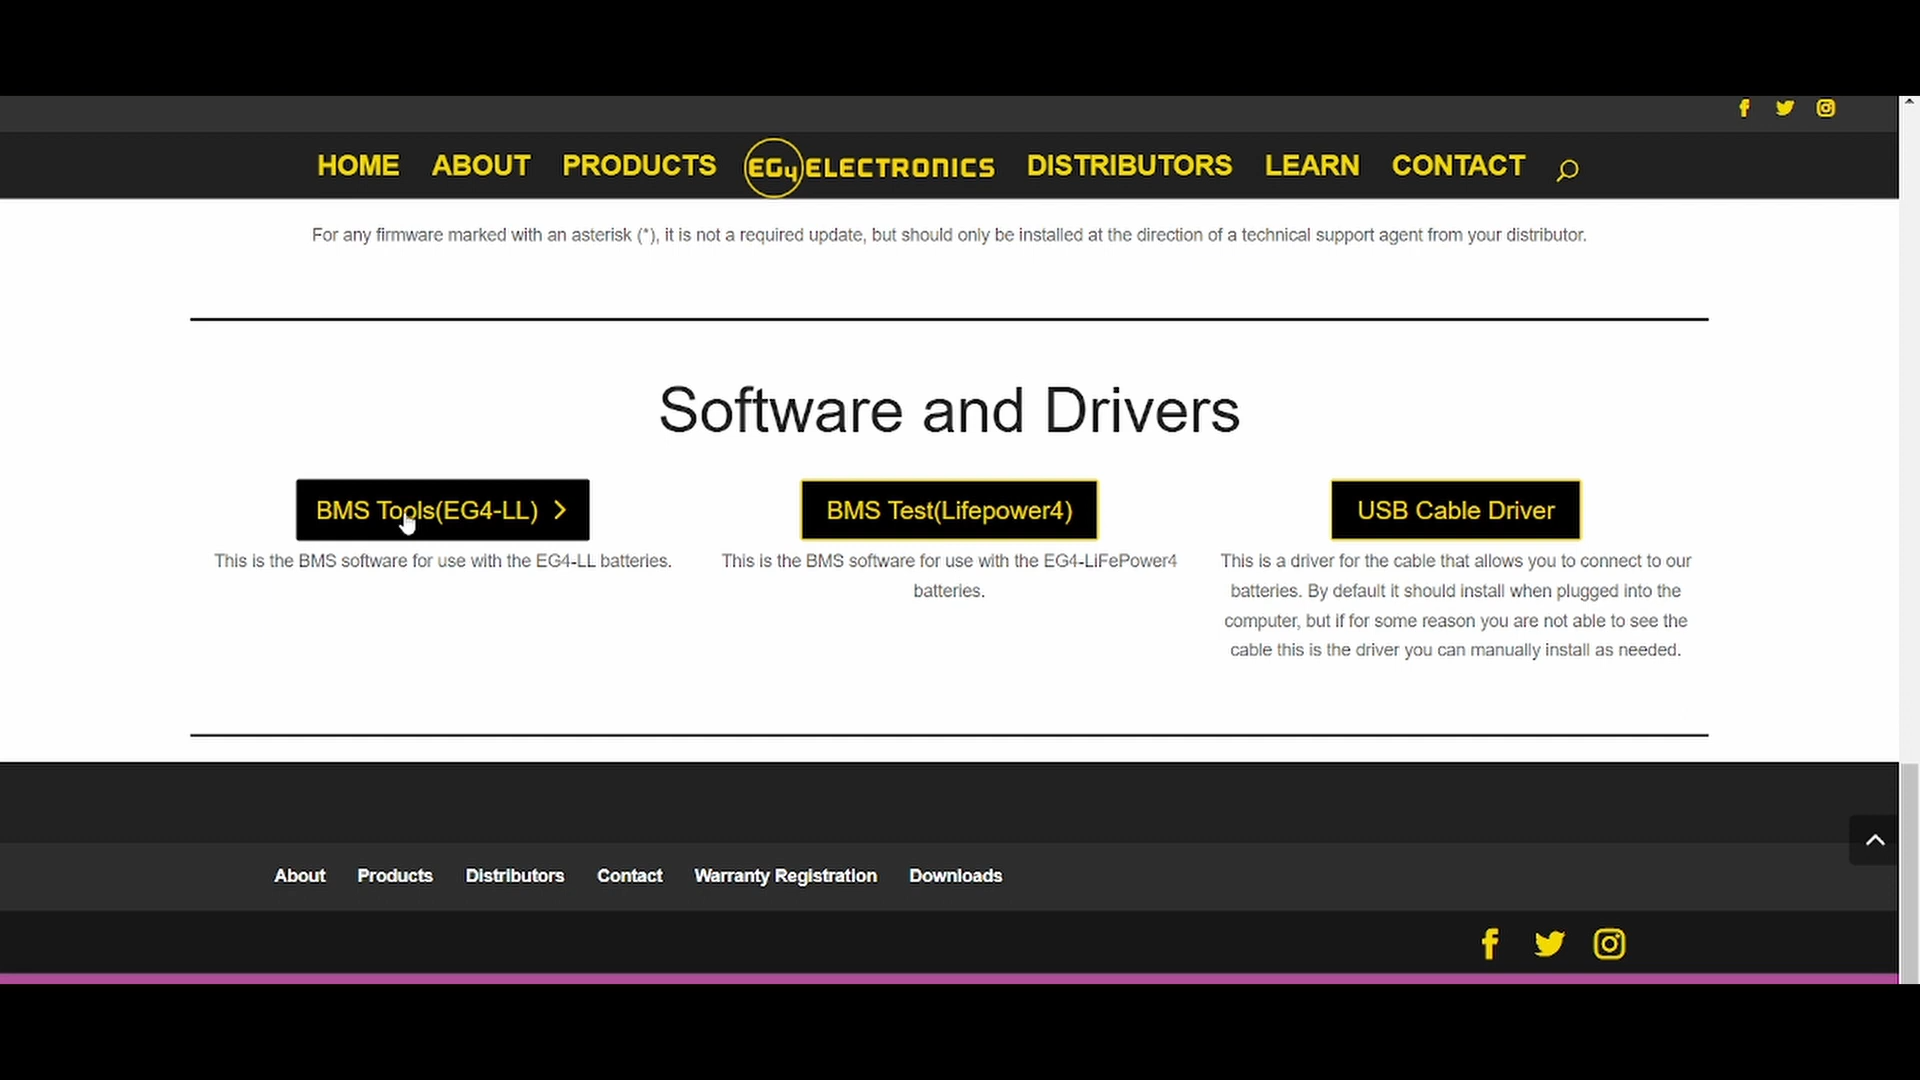 HOME ABOUT PRODUCTS EG4 ELECTRONICS DISTRIBUTORS LEARN CONTACT
For any firmware marked with an asterisk (*), it is not a required update, but should only be installed at the direction of a technical support agent from your distributor.
Software and Drivers
BMS Tools(EG4-LL)
This is the BMS software for use with the EG4-LL batteries.
BMS Test(Lifepower4)
This is the BMS software for use with the EG4-LiFePower4
batteries.
USB Cable Driver
This is a driver for the cable that allows you to connect to our
batteries. By default it should install when plugged into the
computer, but if for some reason you are not able to see the
cable this is the driver you can manually install as needed.
About Products Distributors Contact Warranty Registration Downloads